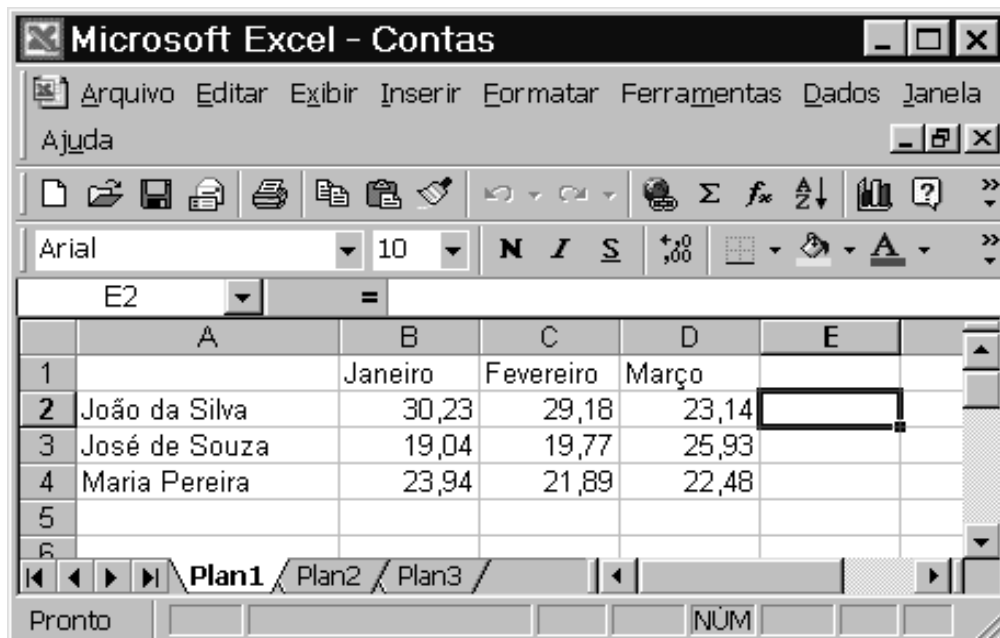 Microsoft Excel - Contas
Arquivo Editar Exibir Inserir Formatar Ferramentas Dados Janela
Ajuda
Arial 10 N I S
E2 =
A B C D E
1 Janeiro Fevereiro Março
2 João da Silva 30,23 29,18 23,14
3 José de Souza 19,04 19,77 25,93
4 Maria Pereira 23,94 21,89 22,48
5
6
Plan1 Plan2 Plan3
Pronto NÚM